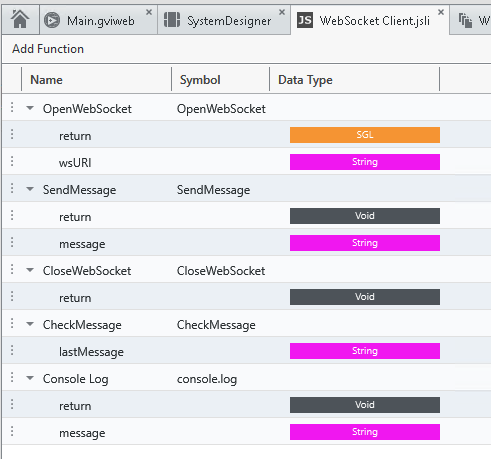 Main.gviweb × SystemDesigner × JS WebSocket Client.jsli × W
Add Function
Name Symbol Data Type
OpenWebSocket OpenWebSocket
return SGL
wsURI String
SendMessage SendMessage
return Void
message String
CloseWebSocket CloseWebSocket
return Void
CheckMessage CheckMessage
lastMessage String
Console Log console.log
return Void
message String